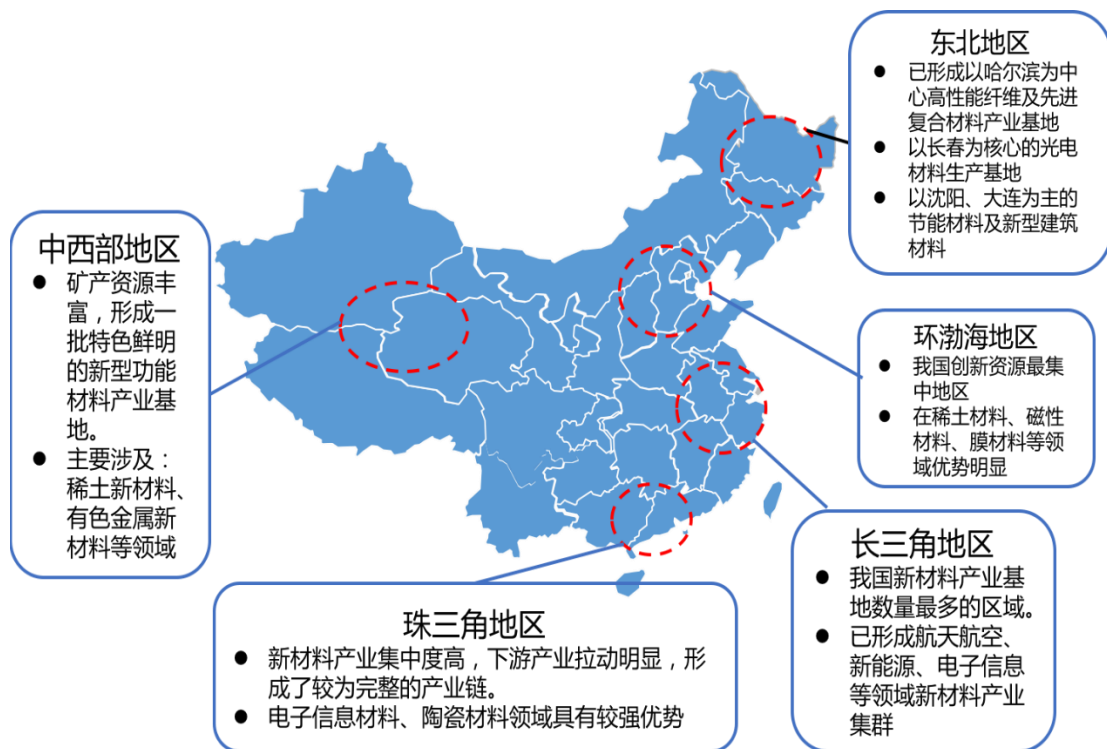 东北地区
● 已形成以哈尔滨为中
心高性能纤维及先进
复合材料产业基地
● 以长春为核心的光电
材料生产基地
● 以沈阳、大连为主的
节能材料及新型建筑
材料
中西部地区
● 矿产资源丰
富，形成一
批特色鲜明
的新型功能
材料产业基
地。
● 主要涉及：
稀土新材料、
有色金属新
材料等领域
环渤海地区
● 我国创新资源最集
中地区
● 在稀土材料、磁性
材料、膜材料等领
域优势明显
长三角地区
● 我国新材料产业基
地数量最多的区域。
● 已形成航天航空、
新能源、电子信息
等领域新材料产业
集群
珠三角地区
● 新材料产业集中度高，下游产业拉动明显，形
成了较为完整的产业链。
● 电子信息材料、陶瓷材料领域具有较强优势